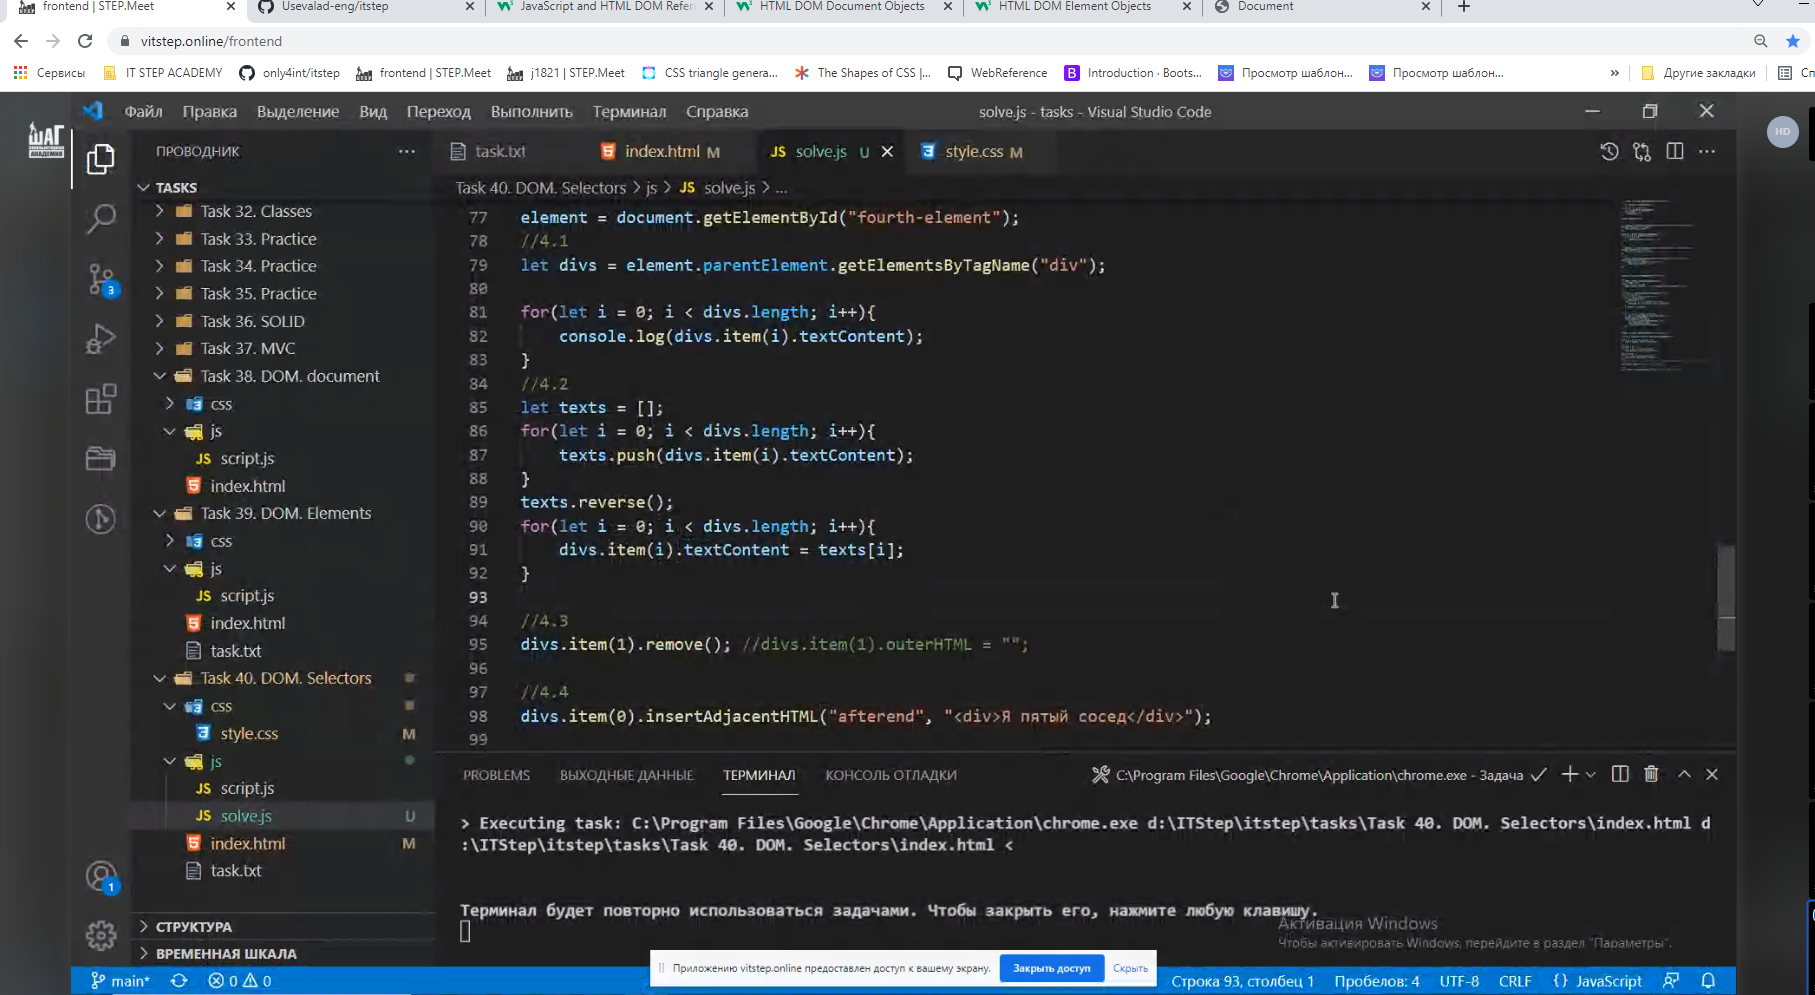 frontend | STEP.Meet
Usevalad-eng/itstep
JavaScript and HTML DOM Refer
HTML DOM Document Objects
HTML DOM Element Objects
Document
vitstep.online/frontend
Сервисы
IT STEP ACADEMY
only4int/itstep
frontend | STEP.Meet
j1821 | STEP.Meet
CSS triangle genera...
The Shapes of CSS |...
WebReference
Introduction · Boots...
Просмотр шаблон...
Просмотр шаблон...
»
Другие закладки
ШАГ
HD
Файл Правка Выделение Вид Переход Выполнить Терминал Справка
solve.js - tasks - Visual Studio Code
ПРОВОДНИК
TASKS
Task 32. Classes
Task 33. Practice
Task 34. Practice
Task 35. Practice
Task 36. SOLID
Task 37. MVC
Task 38. DOM. document
css
js
JS script.js
index.html
Task 39. DOM. Elements
css
js
JS script.js
index.html
task.txt
Task 40. DOM. Selectors
css
style.css M
js
JS script.js
JS solve.js U
index.html M
task.txt
СТРУКТУРА
ВРЕМЕННАЯ ШКАЛА
3
1
task.txt
index.html M
JS solve.js U
style.css M
Task 40. DOM. Selectors > js > JS solve.js > ...
77 element = document.getElementById("fourth-element");
78 //4.1
79 let divs = element.parentElement.getElementsByTagName("div");
80
81 for(let i = 0; i < divs.length; i++){
82 console.log(divs.item(i).textContent);
83 }
84 //4.2
85 let texts = [];
86 for(let i = 0; i < divs.length; i++){
87 texts.push(divs.item(i).textContent);
88 }
89 texts.reverse();
90 for(let i = 0; i < divs.length; i++){
91 divs.item(i).textContent = texts[i];
92 }
93
94 //4.3
95 divs.item(1).remove(); //divs.item(1).outerHTML = "";
96
97 //4.4
98 divs.item(0).insertAdjacentHTML("afterend", "<div>Я пятый сосед</div>");
99
PROBLEMS ВЫХОДНЫЕ ДАННЫЕ ТЕРМИНАЛ КОНСОЛЬ ОТЛАДКИ
C:\Program Files\Google\Chrome\Application\chrome.exe - Задача
> Executing task: C:\Program Files\Google\Chrome\Application\chrome.exe d:\ITStep\itstep\tasks\Task 40. DOM. Selectors\index.html d
:\ITStep\itstep\tasks\Task 40. DOM. Selectors\index.html <
Терминал будет повторно использоваться задачами. Чтобы закрыть его, нажмите любую клавишу.
Активация Windows
Чтобы активировать Windows, перейдите в раздел "Параметры".
Приложению vitstep.online предоставлен доступ к вашему экрану.
Закрыть доступ
Скрыть
main*
0 0
Строка 93, столбец 1
Пробелов: 4
UTF-8
CRLF
{} JavaScript